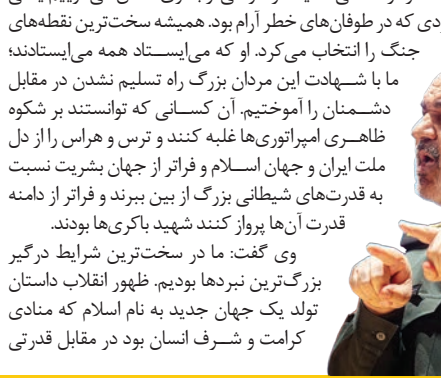 ودی که در طوفان‌های خطر آرام بود. همیشه سخت‌ترین نقطه‌های
جنگ را انتخاب می‌کرد. او که می‌ایستاد همه می‌ایستادند؛
ما با شهادت این مردان بزرگ راه تسلیم نشدن در مقابل
دشمنان را آموختیم. آن کسانی که توانستند بر شکوه
ظاهری امپراتوری‌ها غلبه کنند و ترس و هراس را از دل
ملت ایران و جهان اسلام و فراتر از جهان بشریت نسبت
به قدرت‌های شیطانی بزرگ از بین ببرند و فراتر از دامنه
قدرت آن‌ها پرواز کنند شهید باکری‌ها بودند.
وی گفت: ما در سخت‌ترین شرایط درگیر
بزرگ‌ترین نبردها بودیم. ظهور انقلاب داستان
تولد یک جهان جدید به نام اسلام که منادی
کرامت و شرف انسان بود در مقابل قدرتی